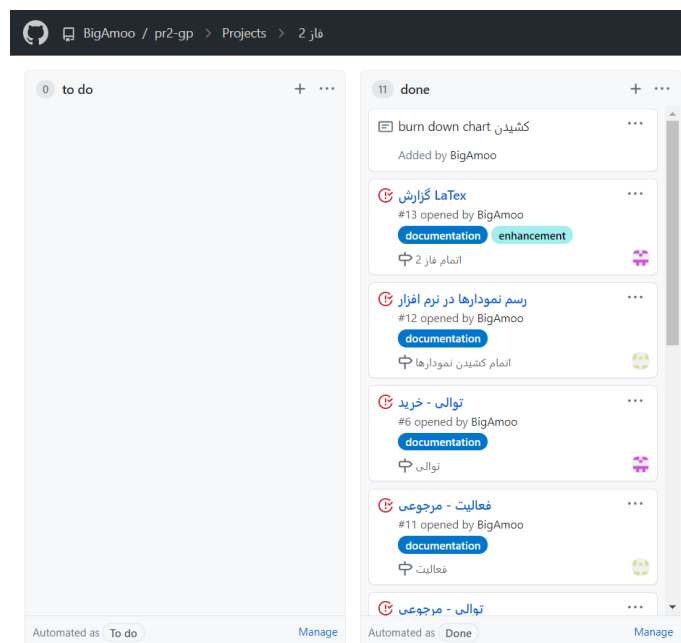 BigAmoo / pr2-gp > Projects > فاز 2
0 to do
11 done
کشیدن burn down chart
Added by BigAmoo
گزارش LaTex
#13 opened by BigAmoo
documentation enhancement
اتمام فاز 2
رسم نمودارها در نرم افزار
#12 opened by BigAmoo
documentation
اتمام کشیدن نمودارها
توالی - خرید
#6 opened by BigAmoo
documentation
توالی
فعالیت - مرجوعی
#11 opened by BigAmoo
documentation
فعالیت
توالی - مرجوعی
Automated as To do Manage
Automated as Done Manage